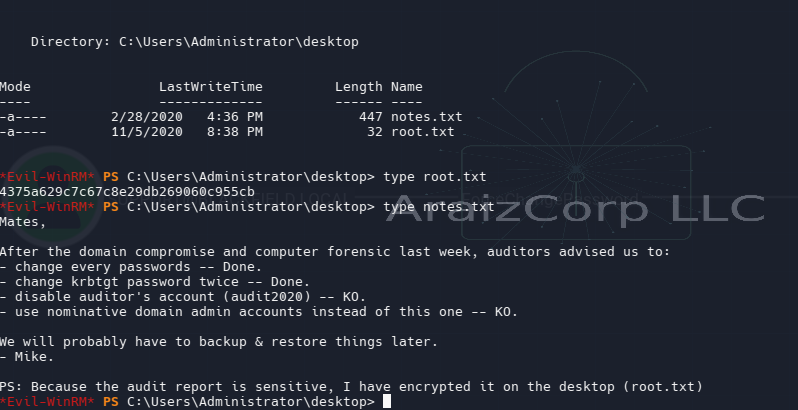 Directory: C:\Users\Administrator\desktop
Mode                LastWriteTime         Length Name
----                -------------         ------ ----
-a----        2/28/2020   4:36 PM            447 notes.txt
-a----        11/5/2020   8:38 PM             32 root.txt
*Evil-WinRM* PS C:\Users\Administrator\desktop> type root.txt
4375a629c7c67c8e29db269060c955cb
*Evil-WinRM* PS C:\Users\Administrator\desktop> type notes.txt
Mates,
AraizCorp LLC
After the domain compromise and computer forensic last week, auditors advised us to:
- change every passwords -- Done.
- change krbtgt password twice -- Done.
- disable auditor's account (audit2020) -- KO.
- use nominative domain admin accounts instead of this one -- KO.
We will probably have to backup & restore things later.
- Mike.
PS: Because the audit report is sensitive, I have encrypted it on the desktop (root.txt)
*Evil-WinRM* PS C:\Users\Administrator\desktop>